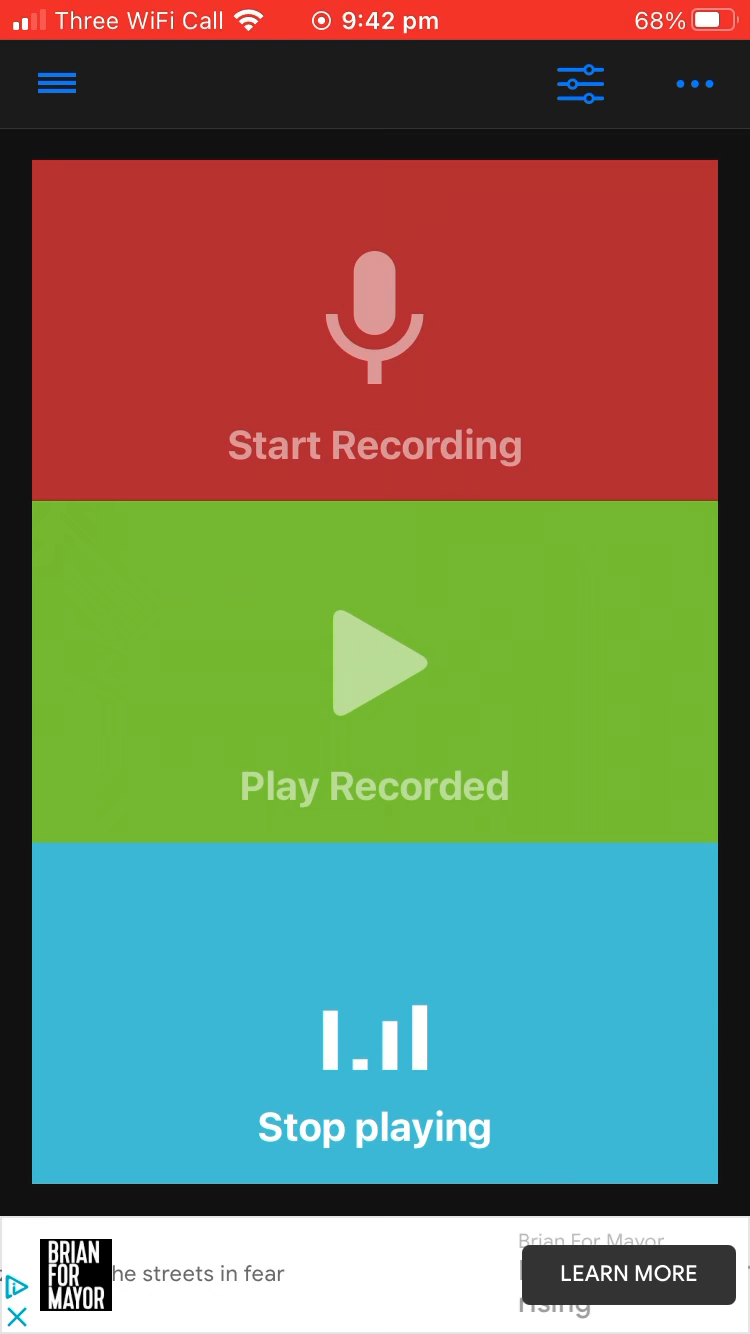 Three WiFi Call 9:42 pm 68%
Start Recording
Play Recorded
Stop playing
BRIAN
FOR
MAYOR
he streets in fear
Brian For Mayor
rising
LEARN MORE